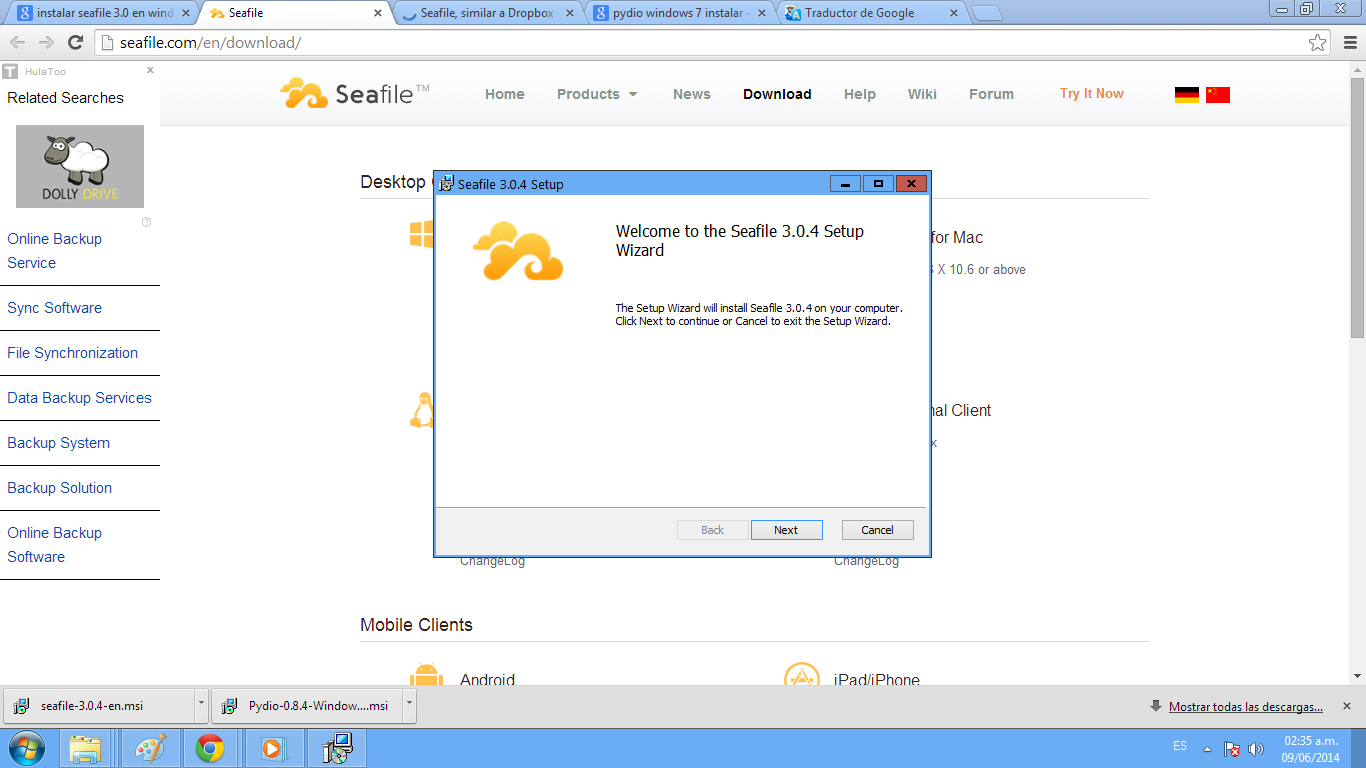 instalar seafile 3.0 en wind
Seafile
Seafile, similar a Dropbox
pydio windows 7 instalar -
Traductor de Google
seafile.com/en/download/
HulaToo
Related Searches
DOLLY DRIVE
Online Backup
Service
Sync Software
File Synchronization
Data Backup Services
Backup System
Backup Solution
Online Backup
Software
Seafile™
Home
Products
News
Download
Help
Wiki
Forum
Try It Now
Desktop
Seafile 3.0.4 Setup
Welcome to the Seafile 3.0.4 Setup
Wizard
The Setup Wizard will install Seafile 3.0.4 on your computer.
Click Next to continue or Cancel to exit the Setup Wizard.
Back
Next
Cancel
for Mac
X 10.6 or above
nal Client
x
ChangeLog
ChangeLog
Mobile Clients
Android
iPad/iPhone
seafile-3.0.4-en.msi
Pydio-0.8.4-Window....msi
Mostrar todas las descargas...
ES
02:35 a.m.
09/06/2014